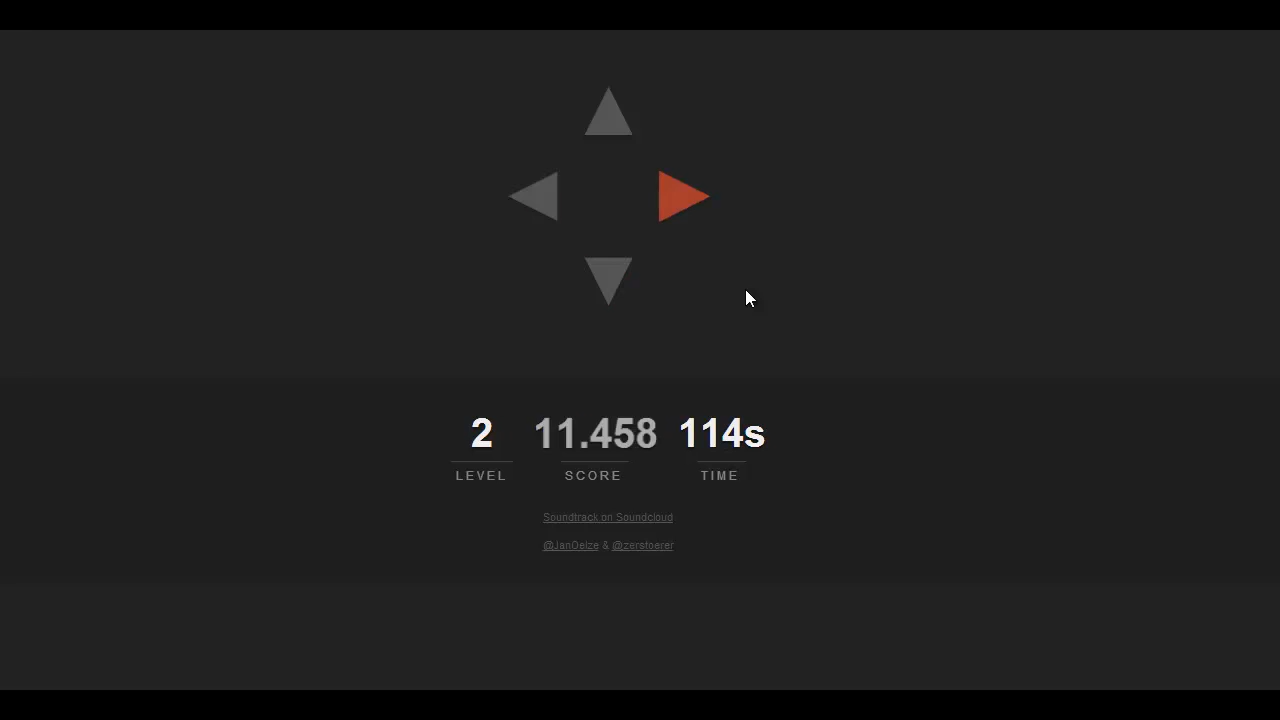 2 11.458 114s
LEVEL SCORE TIME
Soundtrack on Soundcloud
@JanOelze & @zerstoerer